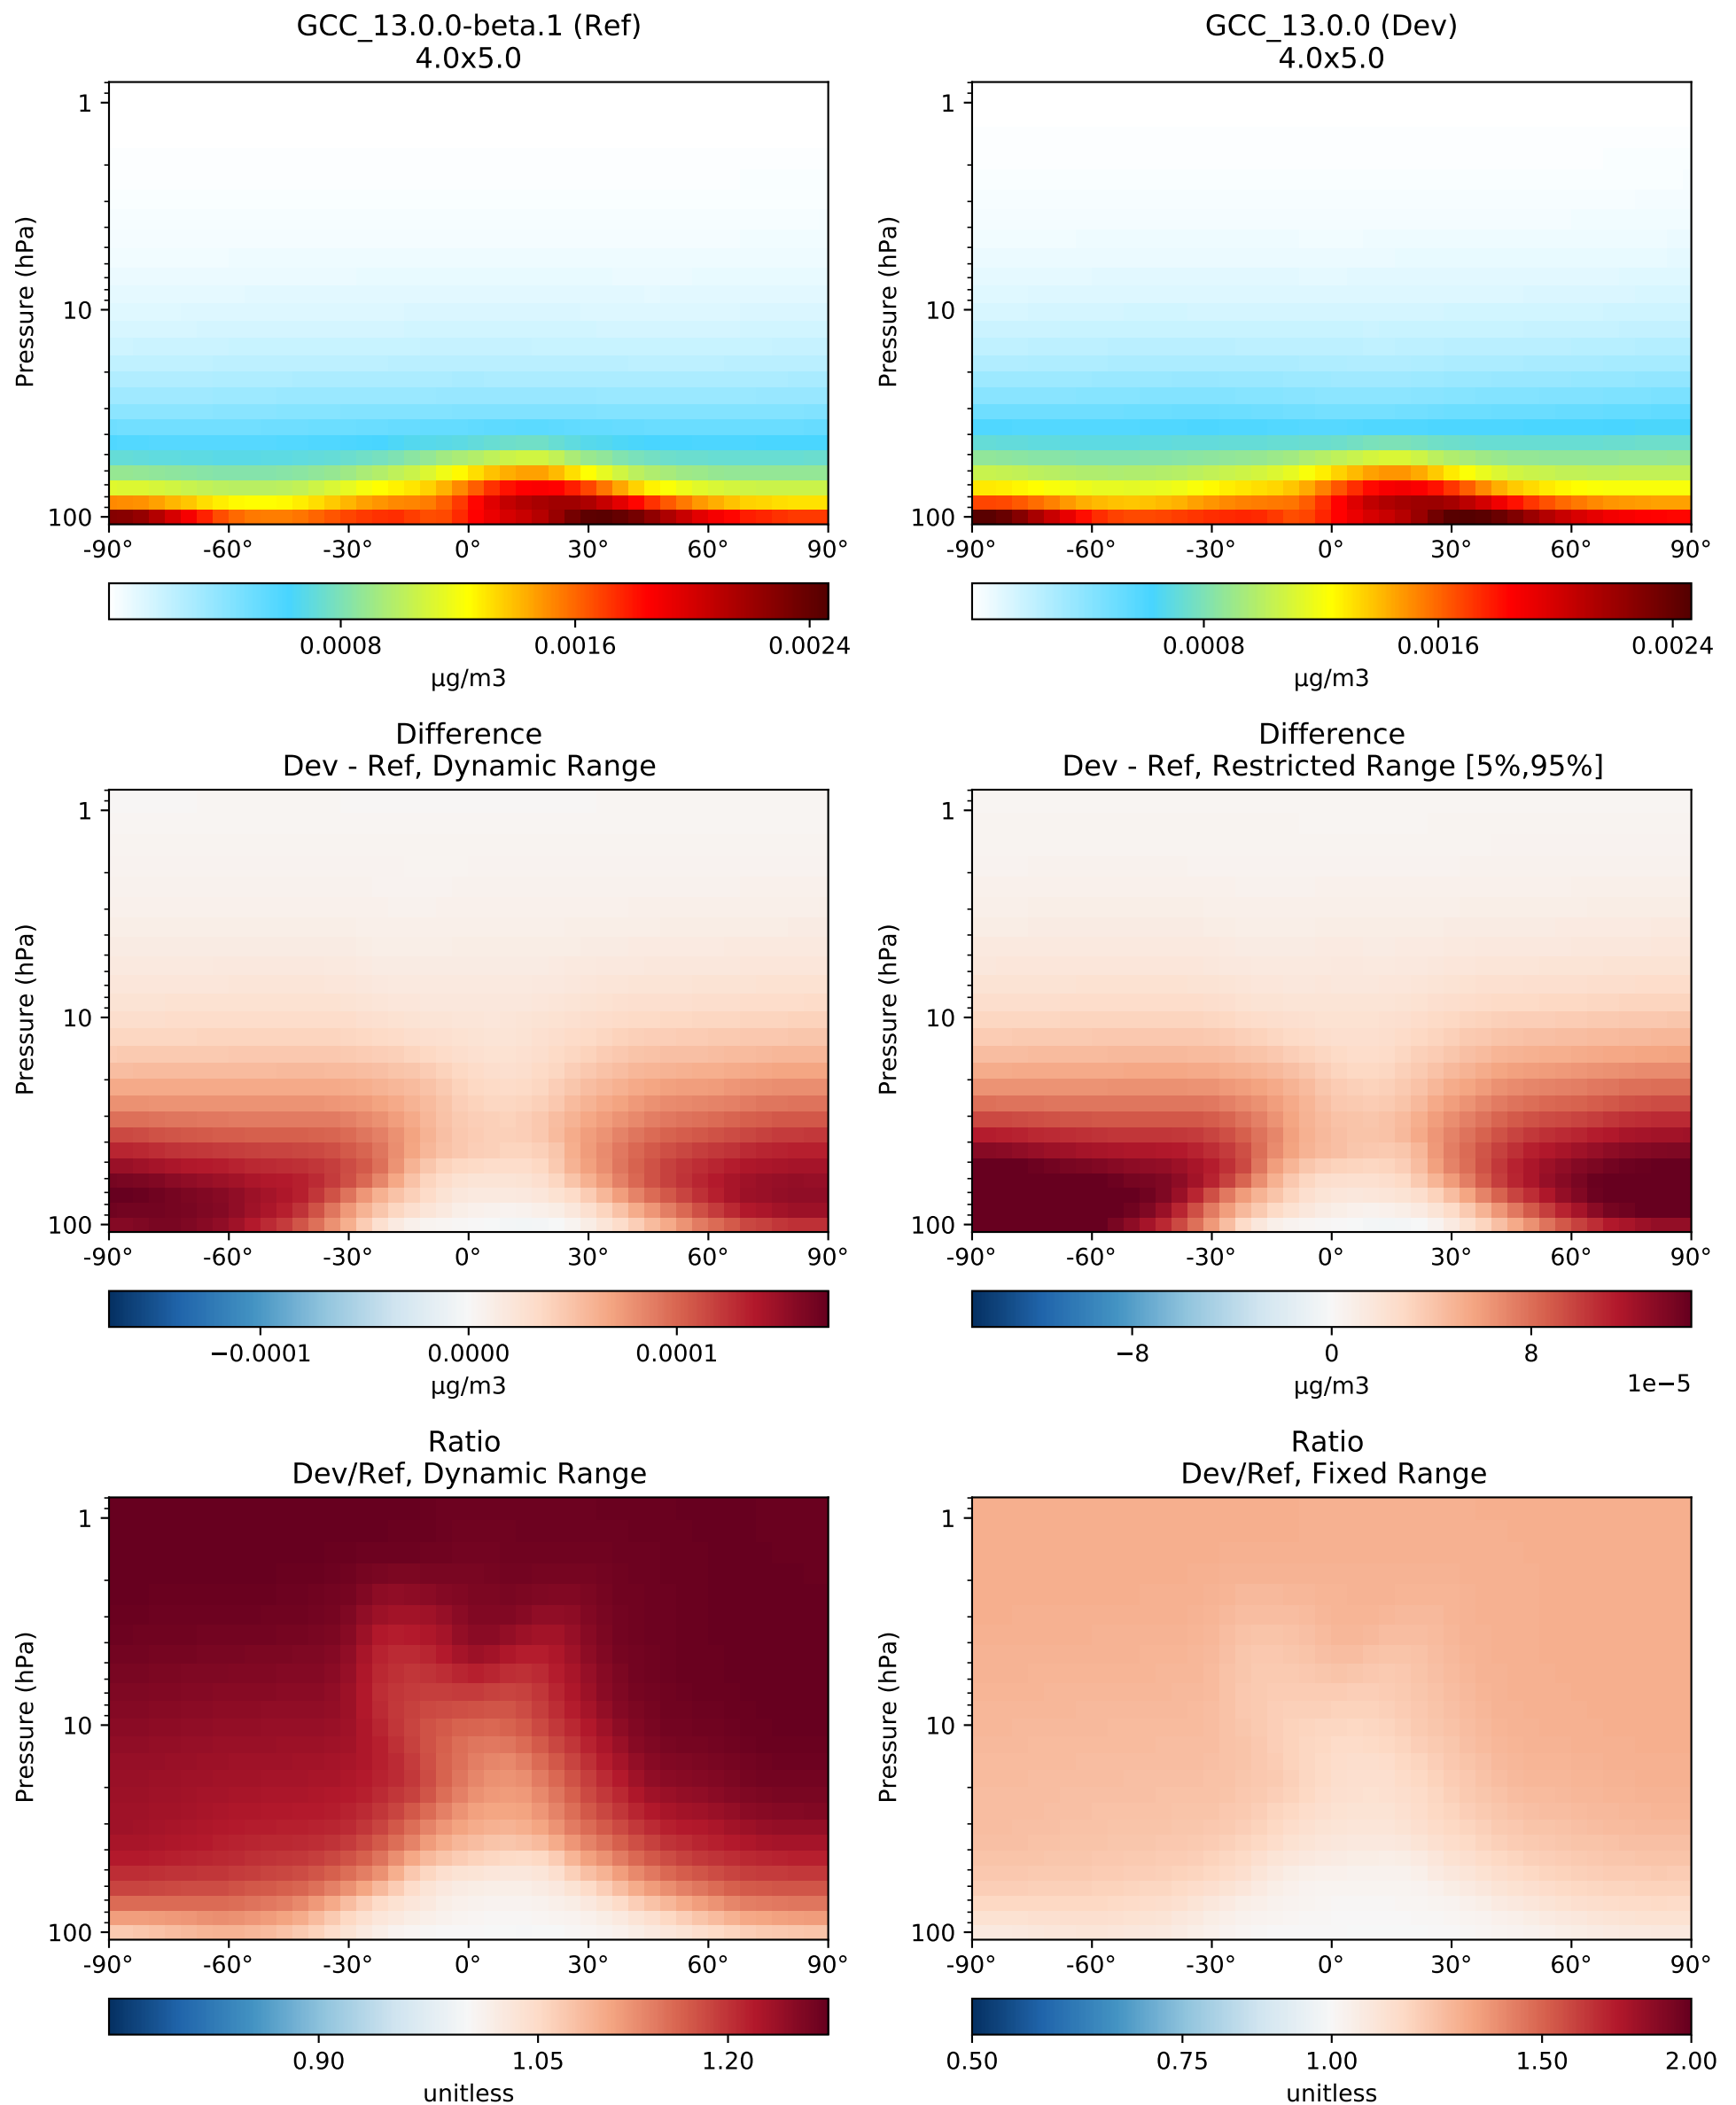 GCC_13.0.0-beta.1 (Ref)
4.0x5.0
Pressure (hPa)
1
10
100
-90° -60° -30° 0° 30° 60° 90°
0.0008 0.0016 0.0024
μg/m3
GCC_13.0.0 (Dev)
4.0x5.0
Pressure (hPa)
1
10
100
-90° -60° -30° 0° 30° 60° 90°
0.0008 0.0016 0.0024
μg/m3
Difference
Dev - Ref, Dynamic Range
Pressure (hPa)
1
10
100
-90° -60° -30° 0° 30° 60° 90°
−0.0001 0.0000 0.0001
μg/m3
Difference
Dev - Ref, Restricted Range [5%,95%]
Pressure (hPa)
1
10
100
-90° -60° -30° 0° 30° 60° 90°
−8 0 8
μg/m3
1e−5
Ratio
Dev/Ref, Dynamic Range
Pressure (hPa)
1
10
100
-90° -60° -30° 0° 30° 60° 90°
0.90 1.05 1.20
unitless
Ratio
Dev/Ref, Fixed Range
Pressure (hPa)
1
10
100
-90° -60° -30° 0° 30° 60° 90°
0.50 0.75 1.00 1.50 2.00
unitless